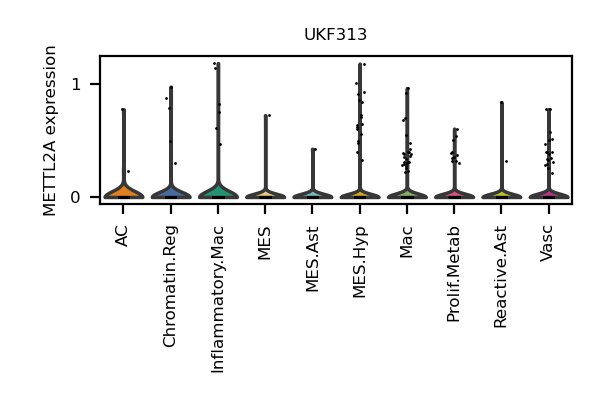 UKF313
METTL2A expression
1
0
AC
Chromatin.Reg
Inflammatory.Mac
MES
MES.Ast
MES.Hyp
Mac
Prolif.Metab
Reactive.Ast
Vasc